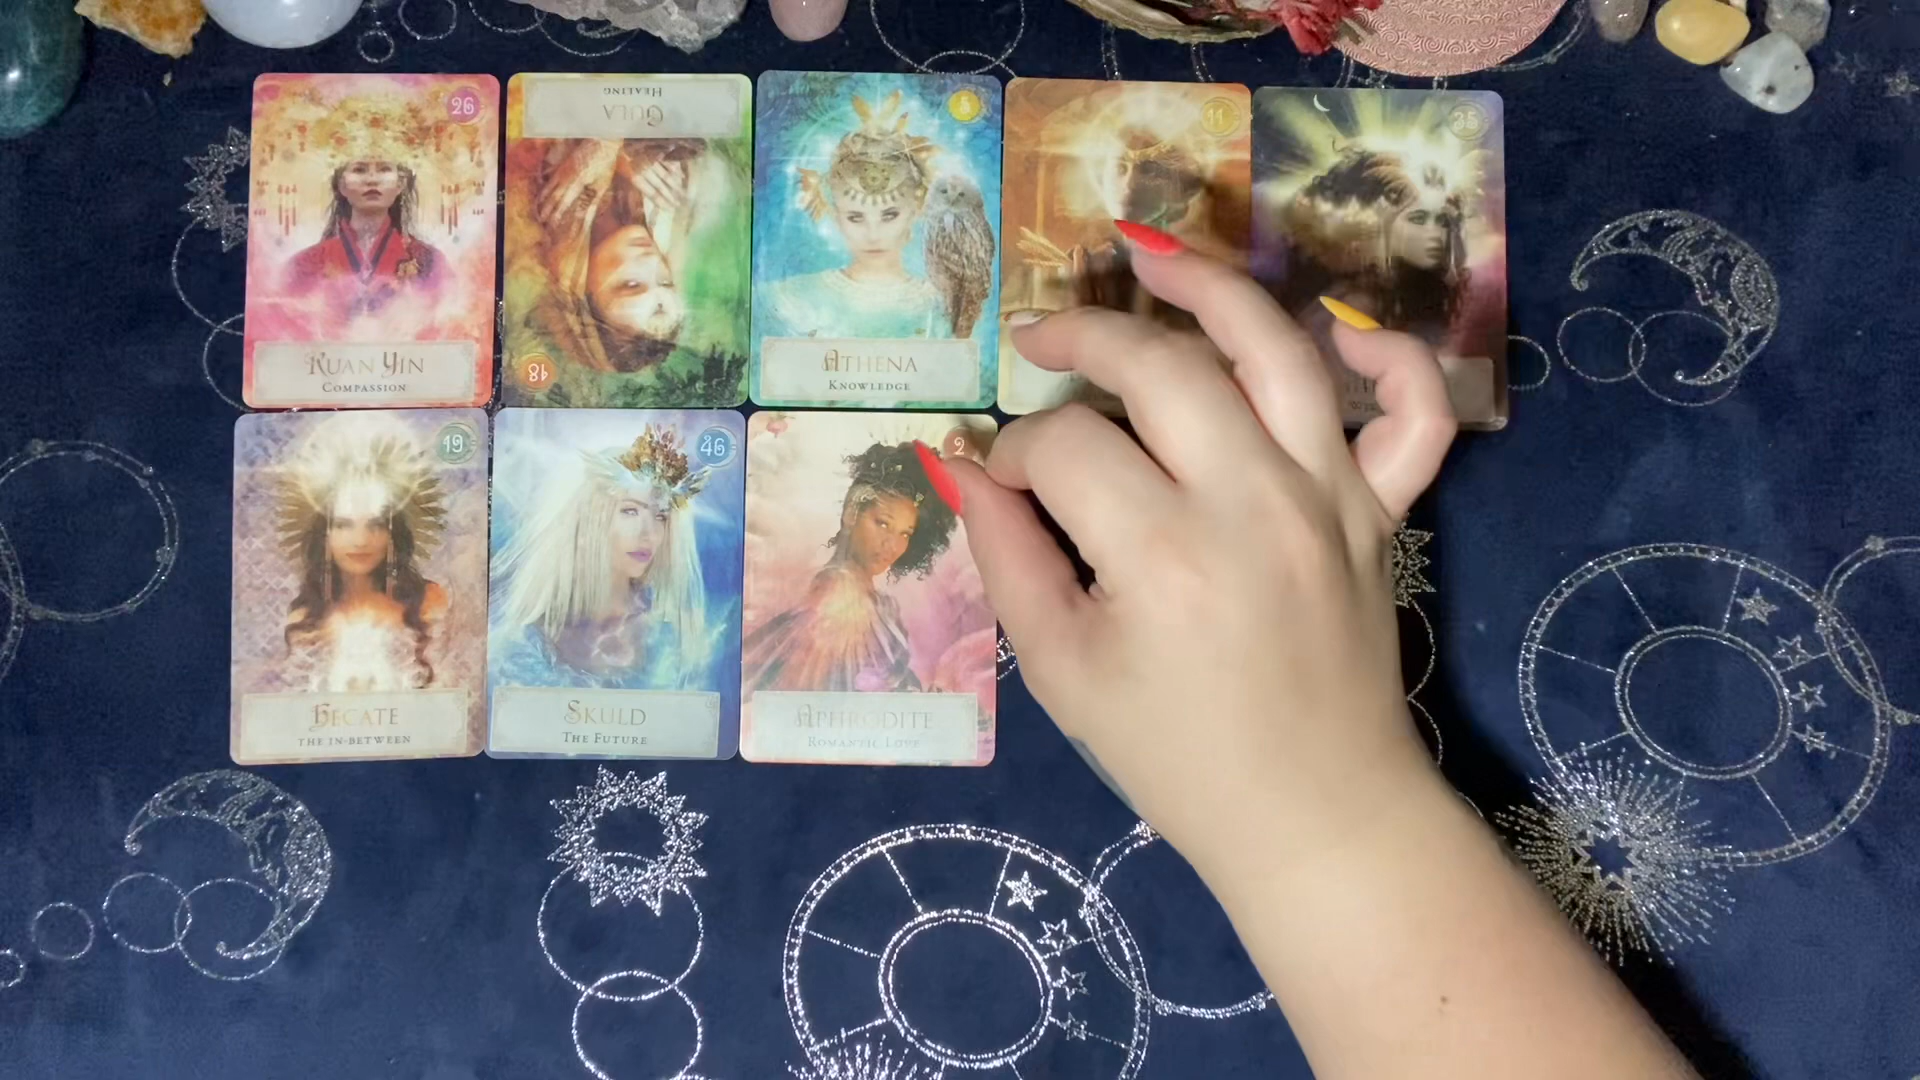 26
KUAN YIN
COMPASSION
HEALING
GULA
18
5
ATHENA
KNOWLEDGE
11
35
19
HECATE
THE IN-BETWEEN
46
SKULD
THE FUTURE
2
APHRODITE
ROMANTIC LOVE